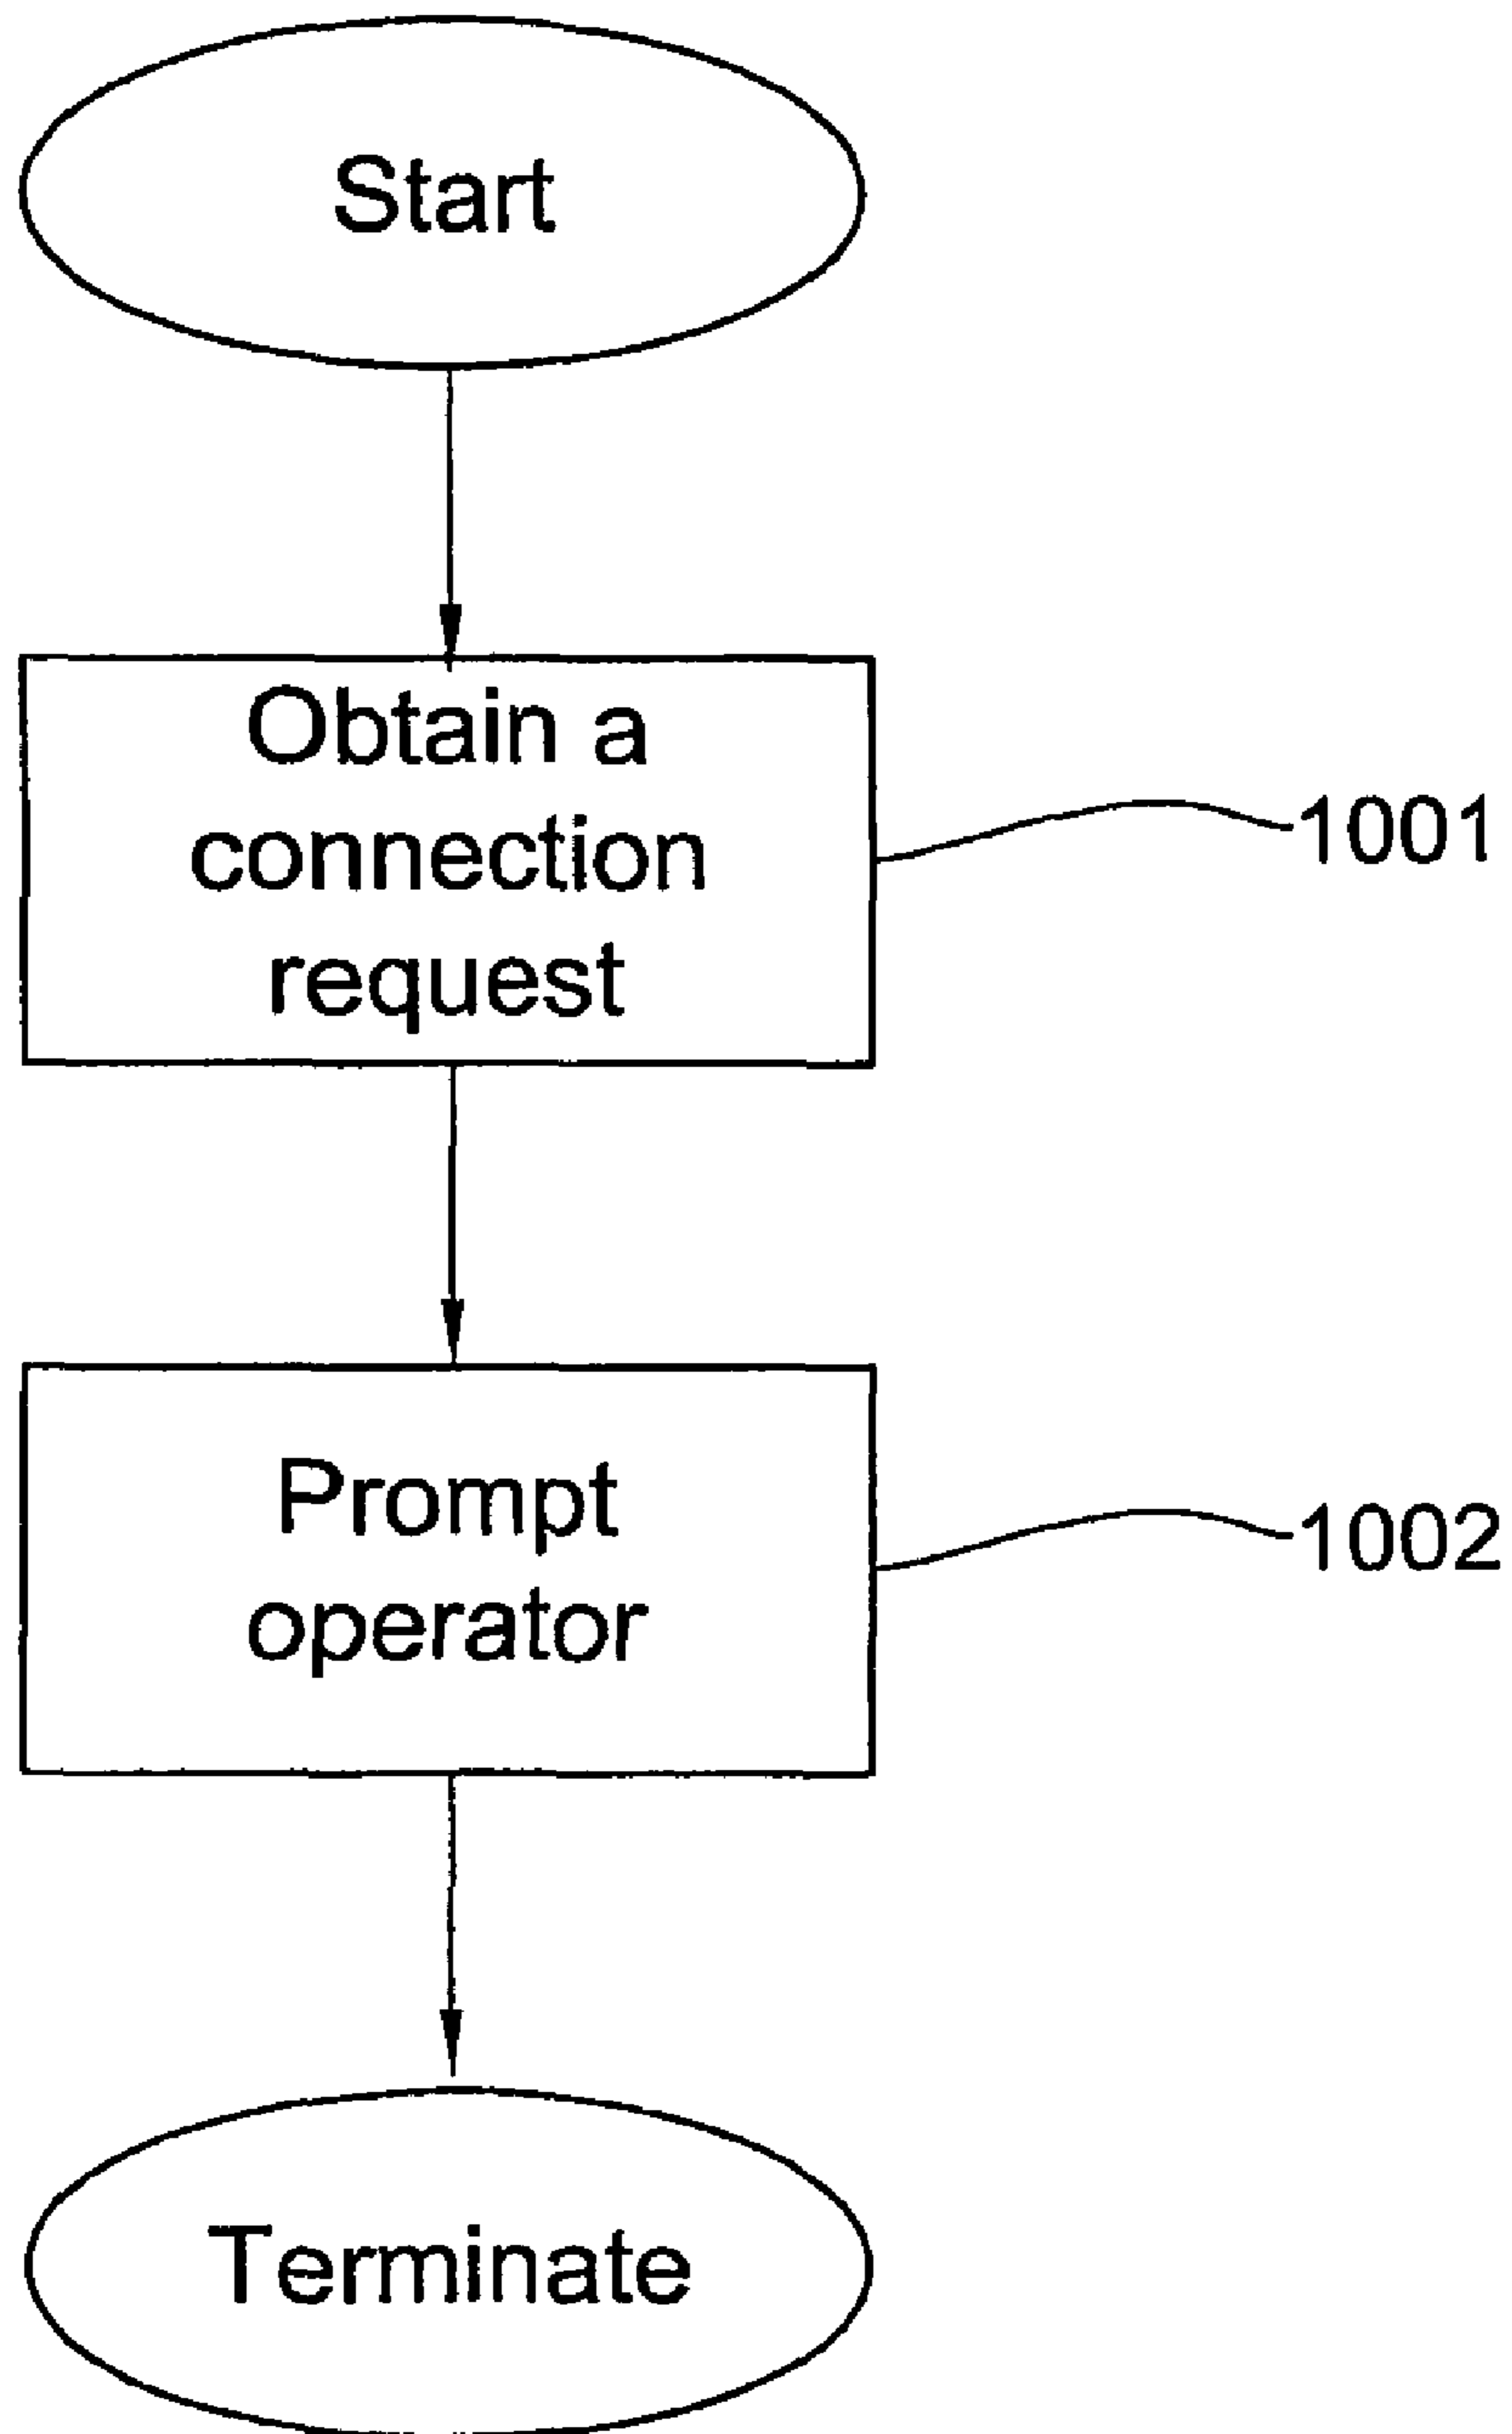 Start
Obtain a
connection
request
1001
Prompt
operator
1002
Terminate